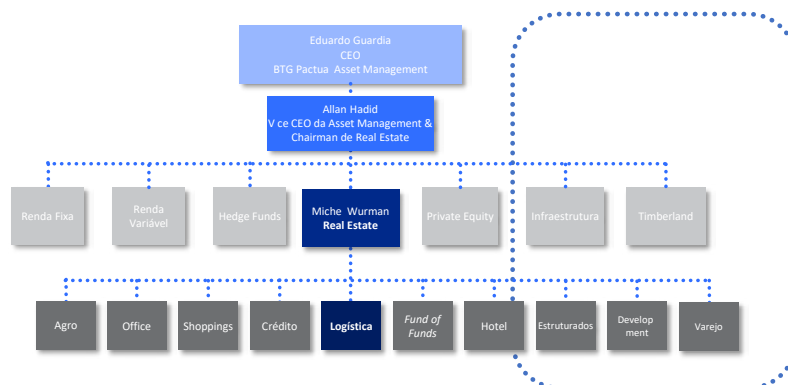 Eduardo Guardia
CEO
BTG Pactua Asset Management
Allan Hadid
V ce CEO da Asset Management &
Chairman de Real Estate
Renda Fixa
Renda
Variável
Hedge Funds
Miche Wurman
Real Estate
Private Equity
Infraestrutura
Timberland
Agro
Office
Shoppings
Crédito
Logística
Fund of
Funds
Hotel
Estruturados
Develop
ment
Varejo